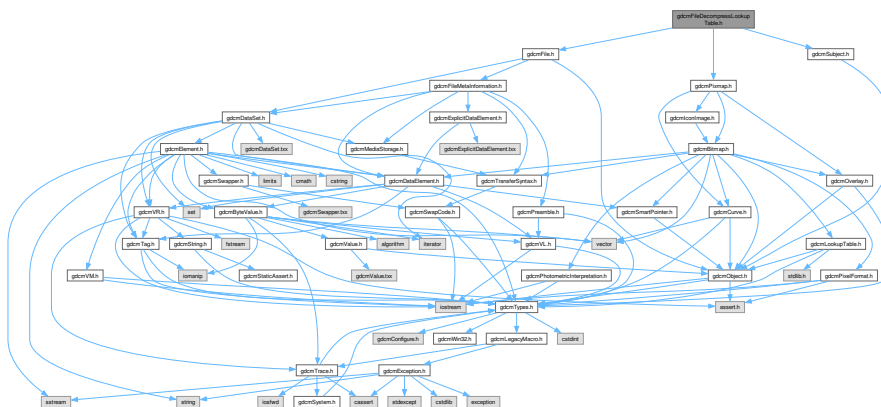 gdcmFileDecompressLookup
Table.h
gdcmFile.h
gdcmSubject.h
gdcmFileMetaInformation.h
gdcmPixmap.h
gdcmDataSet.h
gdcmExplicitDataElement.h
gdcmIconImage.h
gdcmElement.h
gdcmDataSet.txx
gdcmMediaStorage.h
gdcmExplicitDataElement.txx
gdcmBitmap.h
gdcmSwapper.h
limits
cmath
cstring
gdcmDataElement.h
gdcmTransferSyntax.h
gdcmOverlay.h
gdcmVR.h
set
gdcmByteValue.h
gdcmSwapper.txx
gdcmSwapCode.h
gdcmPreamble.h
gdcmSmartPointer.h
gdcmCurve.h
gdcmTag.h
gdcmString.h
fstream
gdcmValue.h
algorithm
iterator
gdcmVL.h
vector
gdcmLookupTable.h
gdcmVM.h
iomanip
gdcmStaticAssert.h
gdcmValue.txx
gdcmPhotometricInterpretation.h
gdcmObject.h
stdlib.h
gdcmPixelFormat.h
iostream
gdcmTypes.h
assert.h
gdcmConfigure.h
gdcmWin32.h
gdcmLegacyMacro.h
cstdint
gdcmTrace.h
gdcmException.h
sstream
string
iosfwd
gdcmSystem.h
cassert
stdexcept
cstdlib
exception